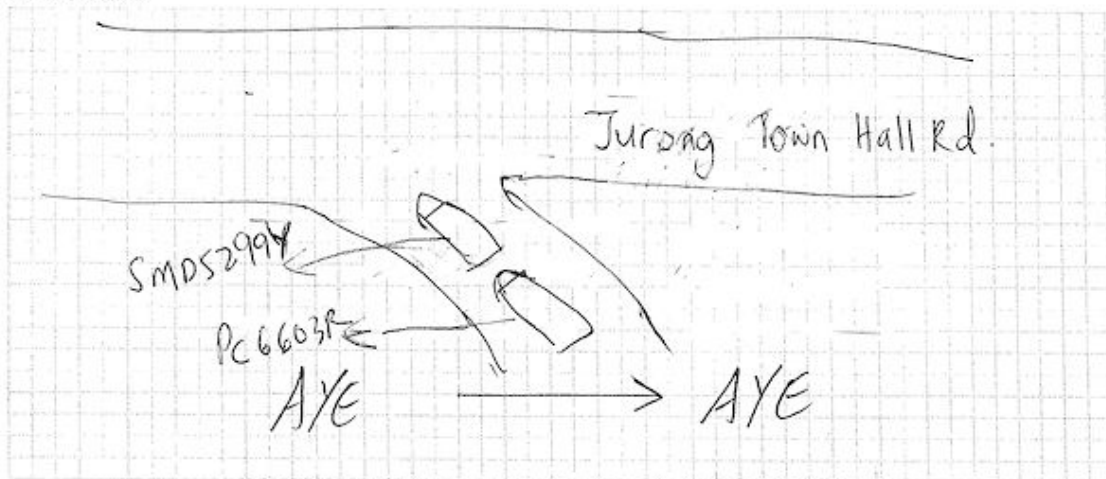 Jurong Town Hall Rd.
SMD5299Y
PC6603R
AYE
AYE